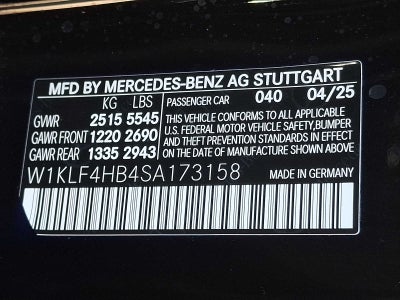 MFD BY MERCEDES-BENZ AG STUTTGART
KG LBS PASSENGER CAR 040 04/25
GVWR 2515 5545
GAWR FRONT 1220 2690
GAWR REAR 1335 2943
THIS VEHICLE CONFORMS TO ALL APPLICABLE
U.S. FEDERAL MOTOR VEHICLE SAFETY,BUMPER
AND THEFT PREVENTION STANDARDS IN EFFECT
ON THE DATE OF MANUFACTURE SHOWN ABOVE.
W1KLF4HB4SA173158 MADE IN GERMANY